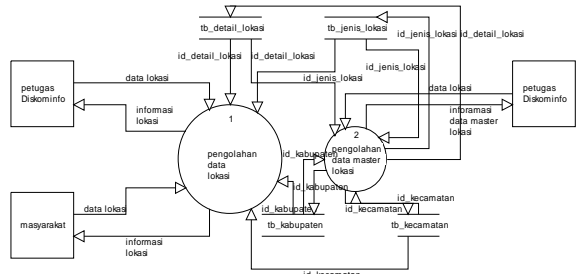 tb_detail_lokasi
tb_jenis_lokasi
id_detail_lokasi
id_detail_lokasi
id_jenis_lokasi
id_detail_lokasi
id_jenis_lokasi
id_jenis_lokasi
petugas
Diskominfo
data lokasi
informasi
lokasi
1
pengolahan
data
lokasi
2
pengolahan
data master
lokasi
data lokasi
inforamasi
data master
lokasi
petugas
Diskominfo
id_kabupaten
id_kabupaten
id_kabupaten
tb_kabupaten
id_kecamatan
id_kecamatan
tb_kecamatan
id_kecamatan
masyarakat
data lokasi
informasi
lokasi